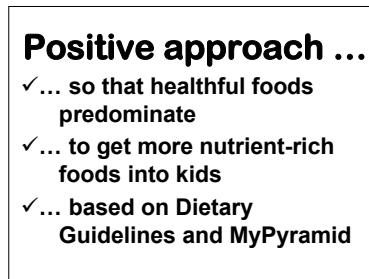 Positive approach …
✓… so that healthful foods
predominate
✓… to get more nutrient-rich
foods into kids
✓… based on Dietary
Guidelines and MyPyramid